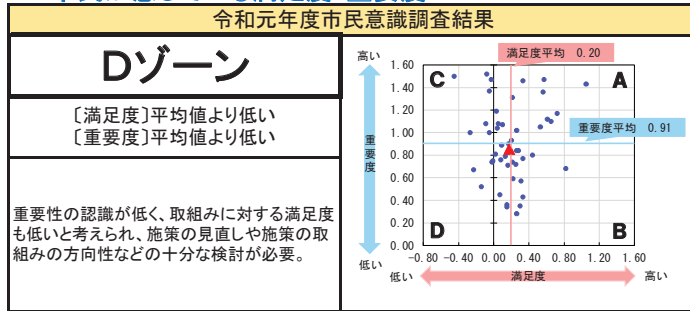 令和元年度市民意識調査結果
Dゾーン
〔満足度〕平均値より低い
〔重要度〕平均値より低い
重要性の認識が低く、取組みに対する満足度
も低いと考えられ、施策の見直しや施策の取
組みの方向性などの十分な検討が必要。
高い
重要度
低い
満足度平均 0.20
重要度平均 0.91
C
A
D
B
1.60
1.40
1.20
1.00
0.80
0.60
0.40
0.20
0.00
-0.80 -0.40 0.00 0.40 0.80 1.20 1.60
低い 満足度 高い